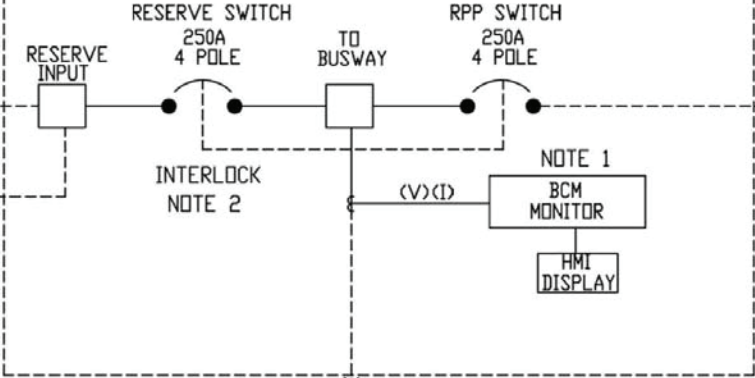 RESERVE SWITCH
250A
4 POLE
RPP SWITCH
250A
4 POLE
RESERVE
INPUT
TO
BUSWAY
INTERLOCK
NOTE 2
(V)(I)
NOTE 1
BCM
MONITOR
HMI
DISPLAY